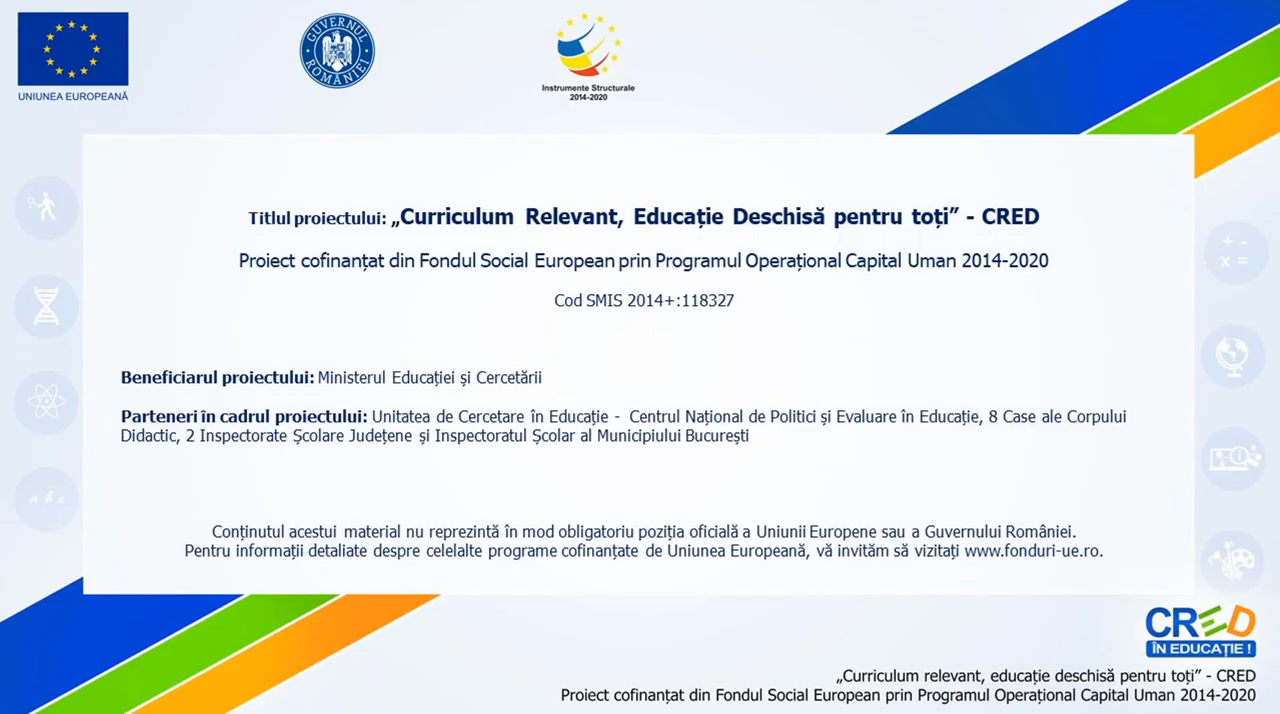 UNIUNEA EUROPEANĂ
GUVERNUL ROMÂNIEI
Instrumente Structurale
2014-2020
Titlul proiectului: „Curriculum Relevant, Educație Deschisă pentru toți” - CRED
Proiect cofinanțat din Fondul Social European prin Programul Operațional Capital Uman 2014-2020
Cod SMIS 2014+:118327
Beneficiarul proiectului: Ministerul Educației și Cercetării
Parteneri în cadrul proiectului: Unitatea de Cercetare în Educație - Centrul Național de Politici și Evaluare în Educație, 8 Case ale Corpului
Didactic, 2 Inspectorate Școlare Județene și Inspectoratul Școlar al Municipiului București
Conținutul acestui material nu reprezintă în mod obligatoriu poziția oficială a Uniunii Europene sau a Guvernului României.
Pentru informații detaliate despre celelalte programe cofinanțate de Uniunea Europeană, vă invităm să vizitați www.fonduri-ue.ro.
+ -
x =
a b c
CRED
ÎN EDUCAȚIE !
„Curriculum relevant, educație deschisă pentru toți” - CRED
Proiect cofinanțat din Fondul Social European prin Programul Operațional Capital Uman 2014-2020